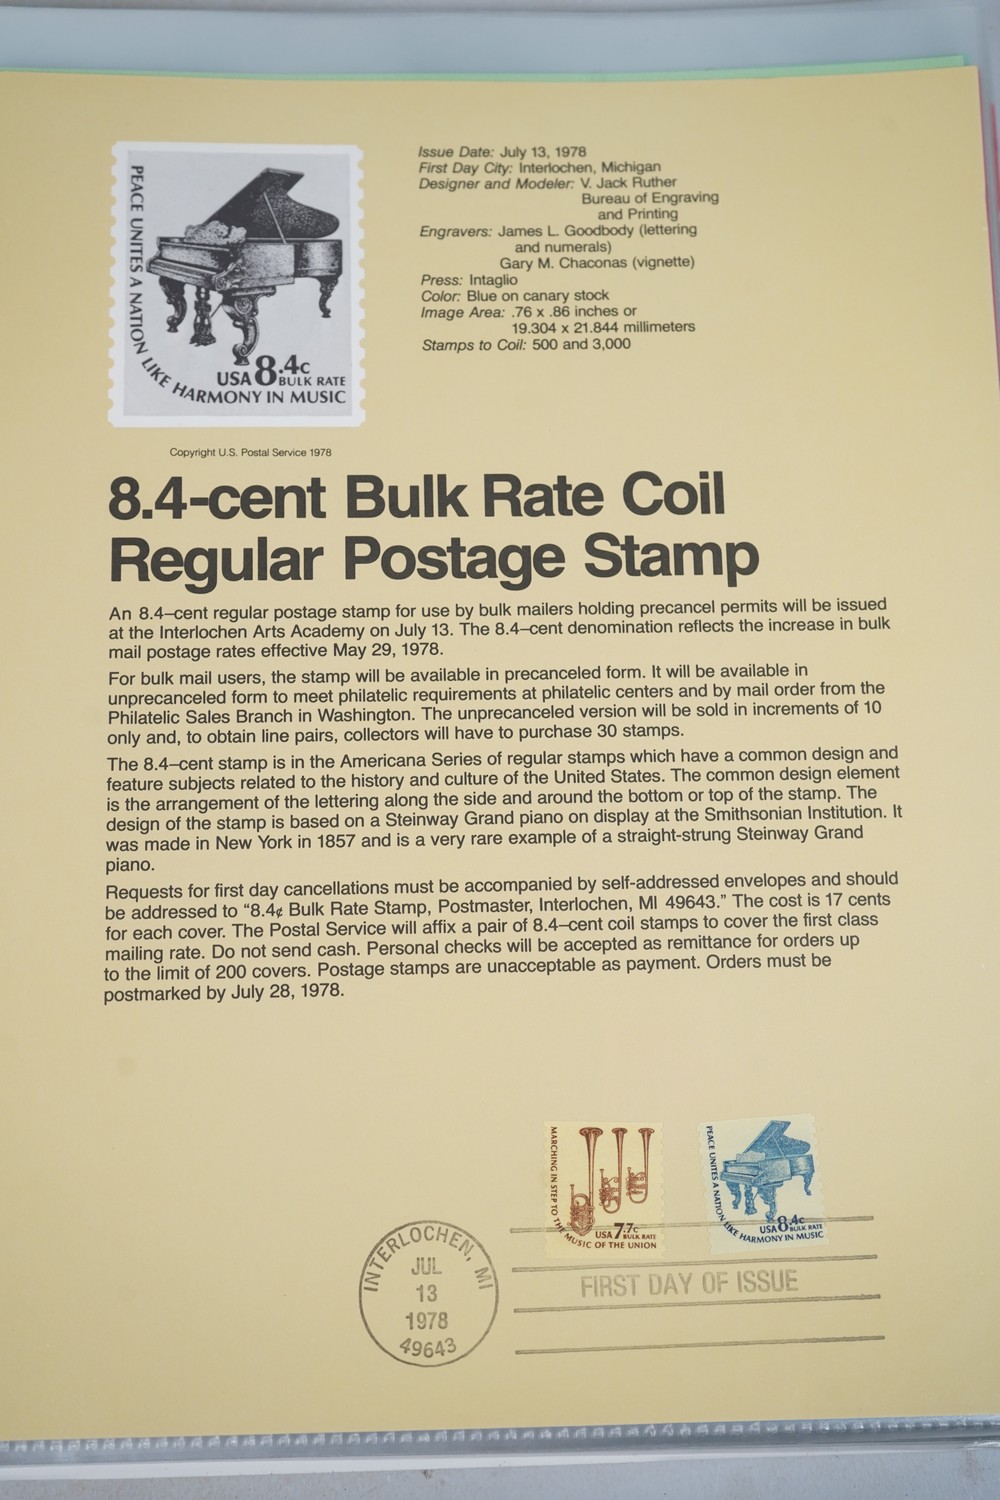 PEACE UNITES A NATION LIKE HARMONY IN MUSIC
USA 8.4c
BULK RATE
Issue Date: July 13, 1978
First Day City: Interlochen, Michigan
Designer and Modeler: V. Jack Ruther
Bureau of Engraving
and Printing
Engravers: James L. Goodbody (lettering
and numerals)
Gary M. Chaconas (vignette)
Press: Intaglio
Color: Blue on canary stock
Image Area: .76 x .86 inches or
19.304 x 21.844 millimeters
Stamps to Coil: 500 and 3,000
Copyright U.S. Postal Service 1978
8.4-cent Bulk Rate Coil
Regular Postage Stamp
An 8.4–cent regular postage stamp for use by bulk mailers holding precancel permits will be issued
at the Interlochen Arts Academy on July 13. The 8.4–cent denomination reflects the increase in bulk
mail postage rates effective May 29, 1978.
For bulk mail users, the stamp will be available in precanceled form. It will be available in
unprecanceled form to meet philatelic requirements at philatelic centers and by mail order from the
Philatelic Sales Branch in Washington. The unprecanceled version will be sold in increments of 10
only and, to obtain line pairs, collectors will have to purchase 30 stamps.
The 8.4–cent stamp is in the Americana Series of regular stamps which have a common design and
feature subjects related to the history and culture of the United States. The common design element
is the arrangement of the lettering along the side and around the bottom or top of the stamp. The
design of the stamp is based on a Steinway Grand piano on display at the Smithsonian Institution. It
was made in New York in 1857 and is a very rare example of a straight-strung Steinway Grand
piano.
Requests for first day cancellations must be accompanied by self-addressed envelopes and should
be addressed to “8.4¢ Bulk Rate Stamp, Postmaster, Interlochen, MI 49643.” The cost is 17 cents
for each cover. The Postal Service will affix a pair of 8.4–cent coil stamps to cover the first class
mailing rate. Do not send cash. Personal checks will be accepted as remittance for orders up
to the limit of 200 covers. Postage stamps are unacceptable as payment. Orders must be
postmarked by July 28, 1978.
MARCHING IN STEP TO THE MUSIC OF THE UNION
USA 7.7c
BULK RATE
PEACE UNITES A NATION LIKE HARMONY IN MUSIC
USA 8.4c
BULK RATE
INTERLOCHEN, MI
JUL
13
1978
49643
FIRST DAY OF ISSUE